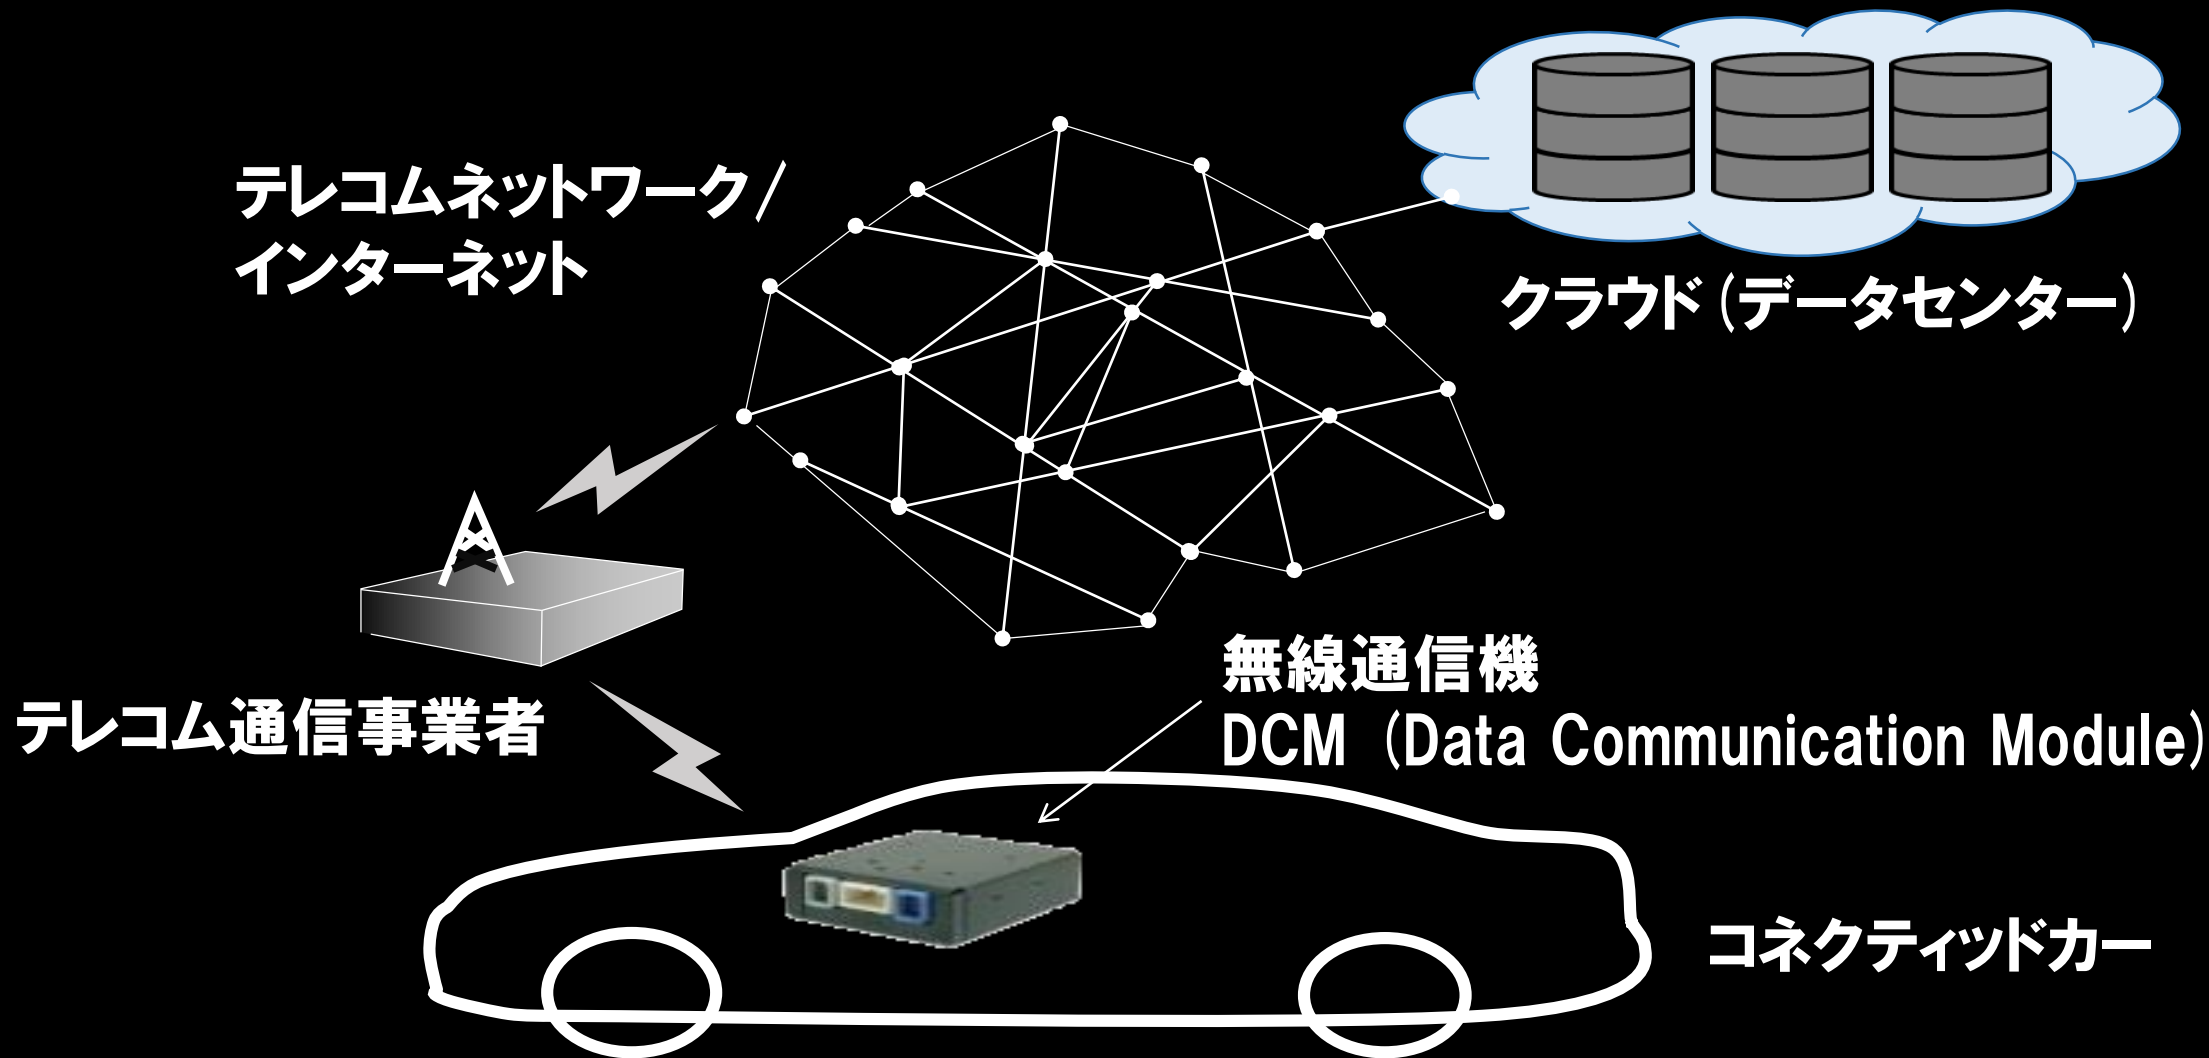 テレコムネットワーク/
インターネット
クラウド(データセンター)
無線通信機
DCM (Data Communication Module)
テレコム通信事業者
コネクティッドカー